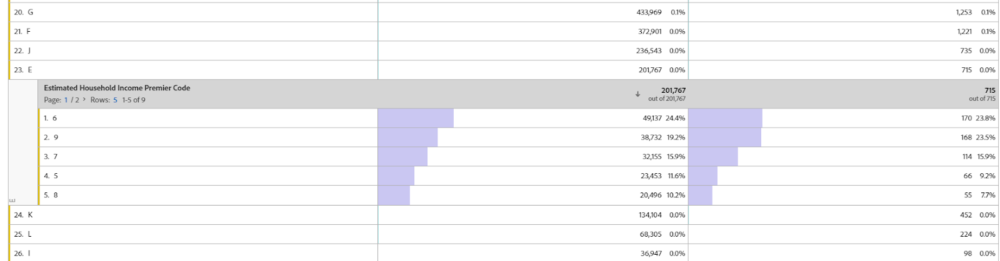 20. G 433,969 0.1% 1,253 0.1%
21. F 372,901 0.0% 1,221 0.1%
22. J 236,543 0.0% 735 0.0%
23. E 201,767 0.0% 715 0.0%
Estimated Household Income Premier Code 201,767 715
Page: 1 / 2 > Rows: 5 1-5 of 9 ↓ out of 201,767 out of 715
1. 6 49,137 24.4% 170 23.8%
2. 9 38,732 19.2% 168 23.5%
3. 7 32,155 15.9% 114 15.9%
4. 5 23,453 11.6% 66 9.2%
5. 8 20,496 10.2% 55 7.7%
E
24. K 134,104 0.0% 452 0.0%
25. L 68,305 0.0% 224 0.0%
26. I 36,947 0.0% 98 0.0%